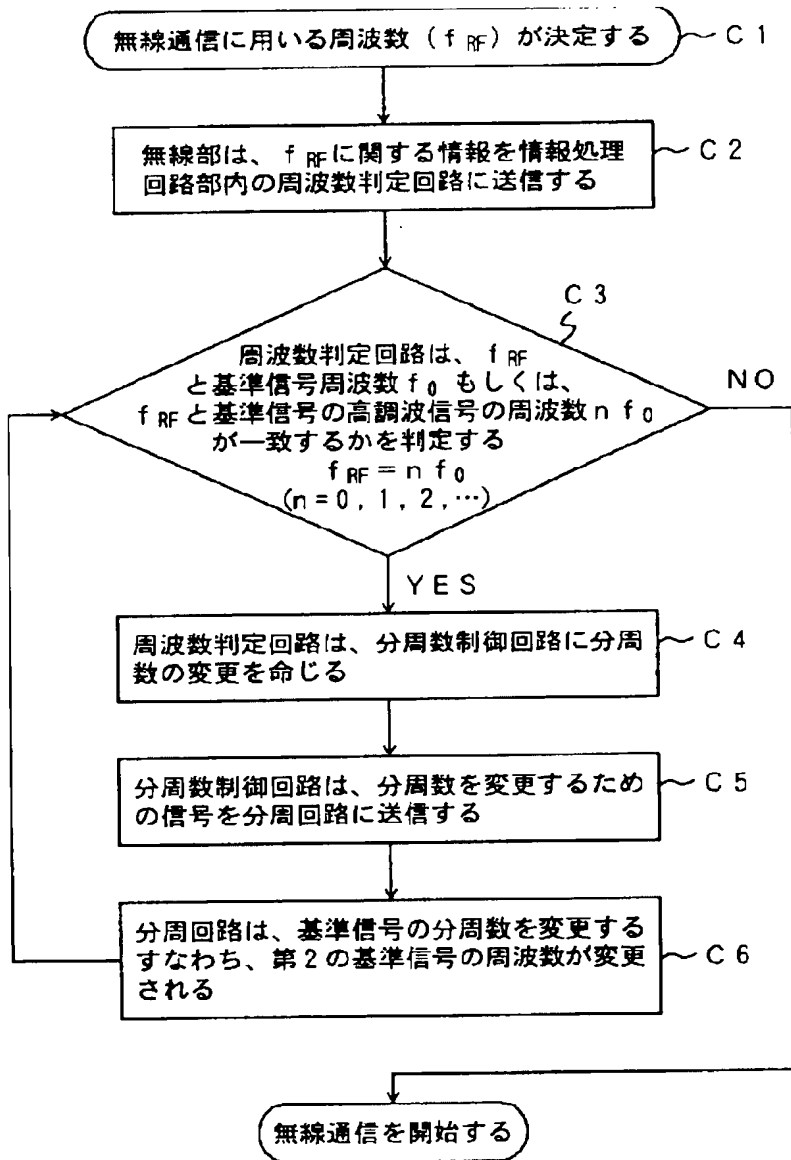 無線通信に用いる周波数(f RF)が決定する
C1
無線部は、f RFに関する情報を情報処理
回路部内の周波数判定回路に送信する
C2
C3
周波数判定回路は、f RF
と基準信号周波数f0 もしくは、
f RFと基準信号の高調波信号の周波数n f0
が一致するかを判定する
f RF=n f0
(n=0,1,2,…)
NO
YES
周波数判定回路は、分周数制御回路に分周
数の変更を命じる
C4
分周数制御回路は、分周数を変更するため
の信号を分周回路に送信する
C5
分周回路は、基準信号の分周数を変更する
すなわち、第2の基準信号の周波数が変更
される
C6
無線通信を開始する